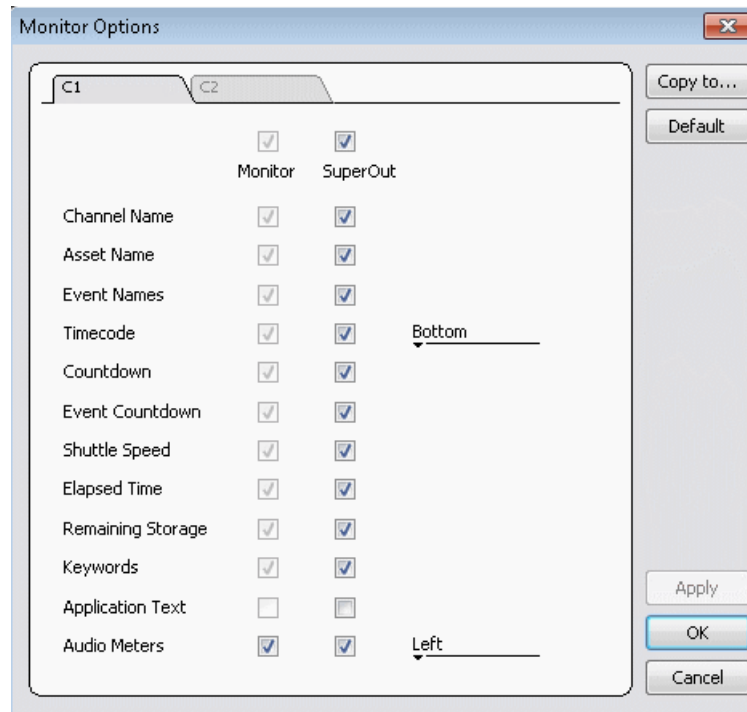 Monitor Options
C1
C2
Copy to...
Default
Monitor
SuperOut
Channel Name
Asset Name
Event Names
Timecode
Bottom
Countdown
Event Countdown
Shuttle Speed
Elapsed Time
Remaining Storage
Keywords
Application Text
Audio Meters
Left
Apply
OK
Cancel